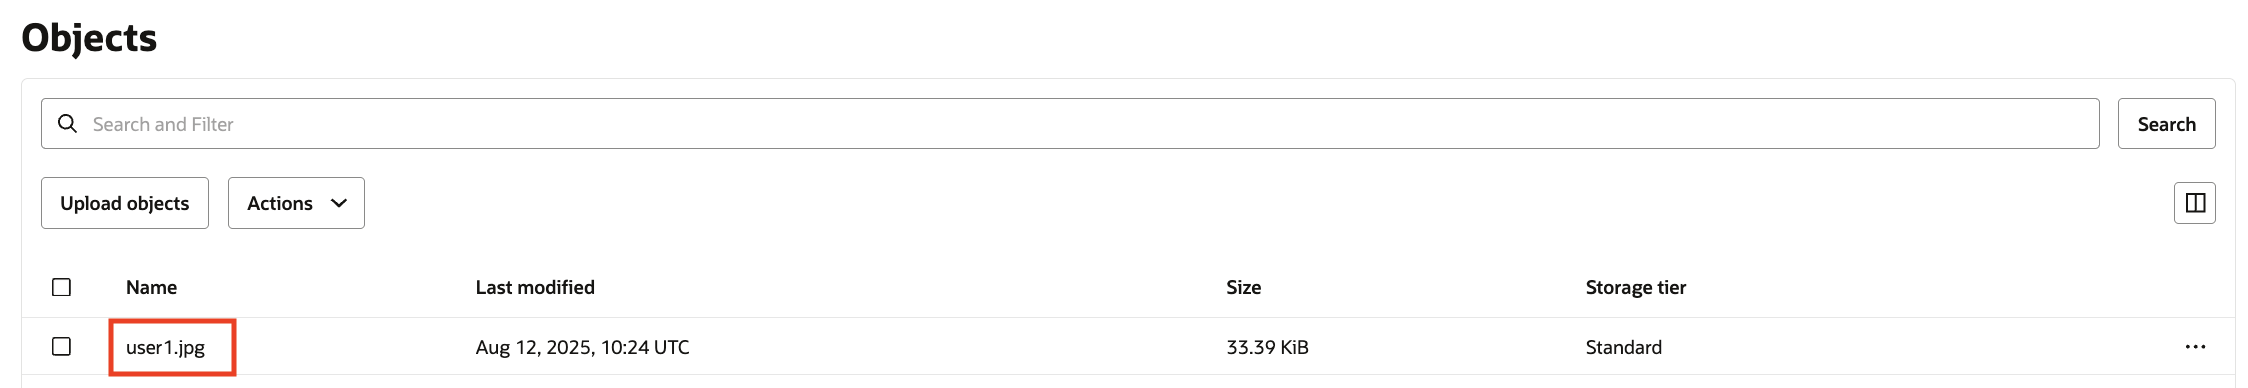 Objects
Search and Filter
Search
Upload objects
Actions
Name Last modified Size Storage tier
user1.jpg Aug 12, 2025, 10:24 UTC 33.39 KiB Standard